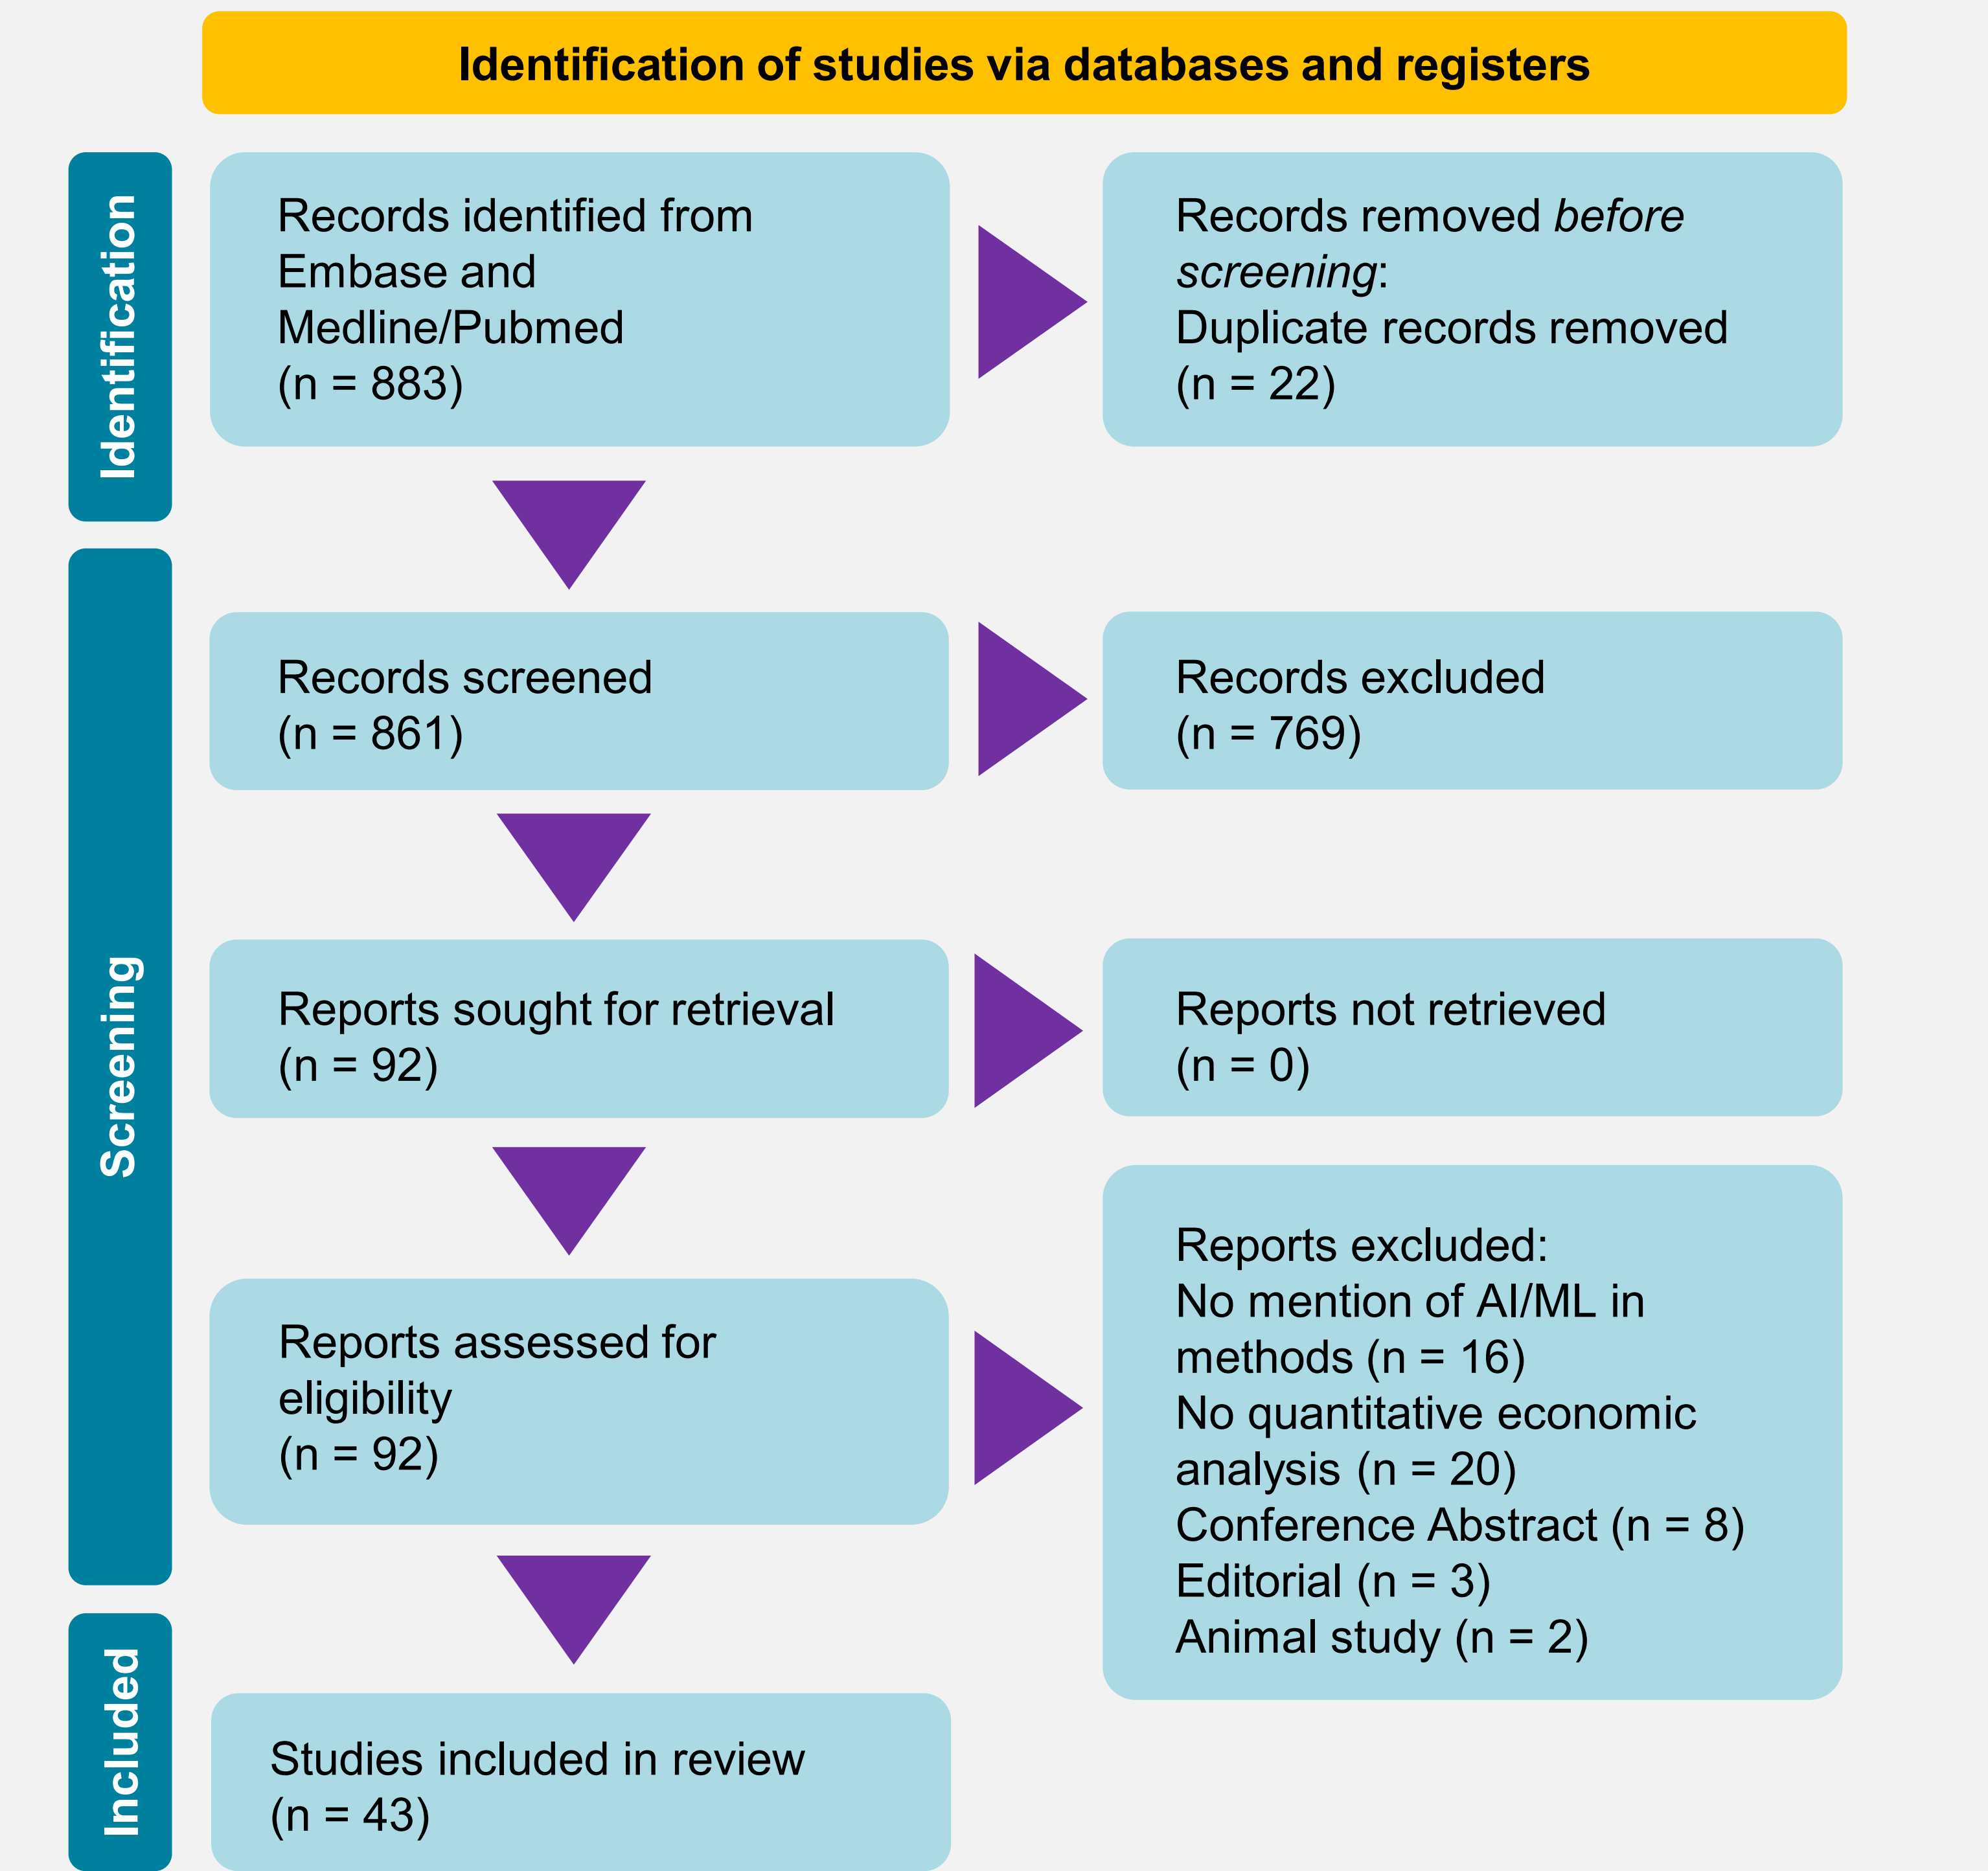 Identification of studies via databases and registers
Identification
Records identified from
Embase and
Medline/Pubmed
(n = 883)
Records removed before
screening:
Duplicate records removed
(n = 22)
Screening
Records screened
(n = 861)
Records excluded
(n = 769)
Reports sought for retrieval
(n = 92)
Reports not retrieved
(n = 0)
Reports assessed for
eligibility
(n = 92)
Reports excluded:
No mention of AI/ML in
methods (n = 16)
No quantitative economic
analysis (n = 20)
Conference Abstract (n = 8)
Editorial (n = 3)
Animal study (n = 2)
Included
Studies included in review
(n = 43)